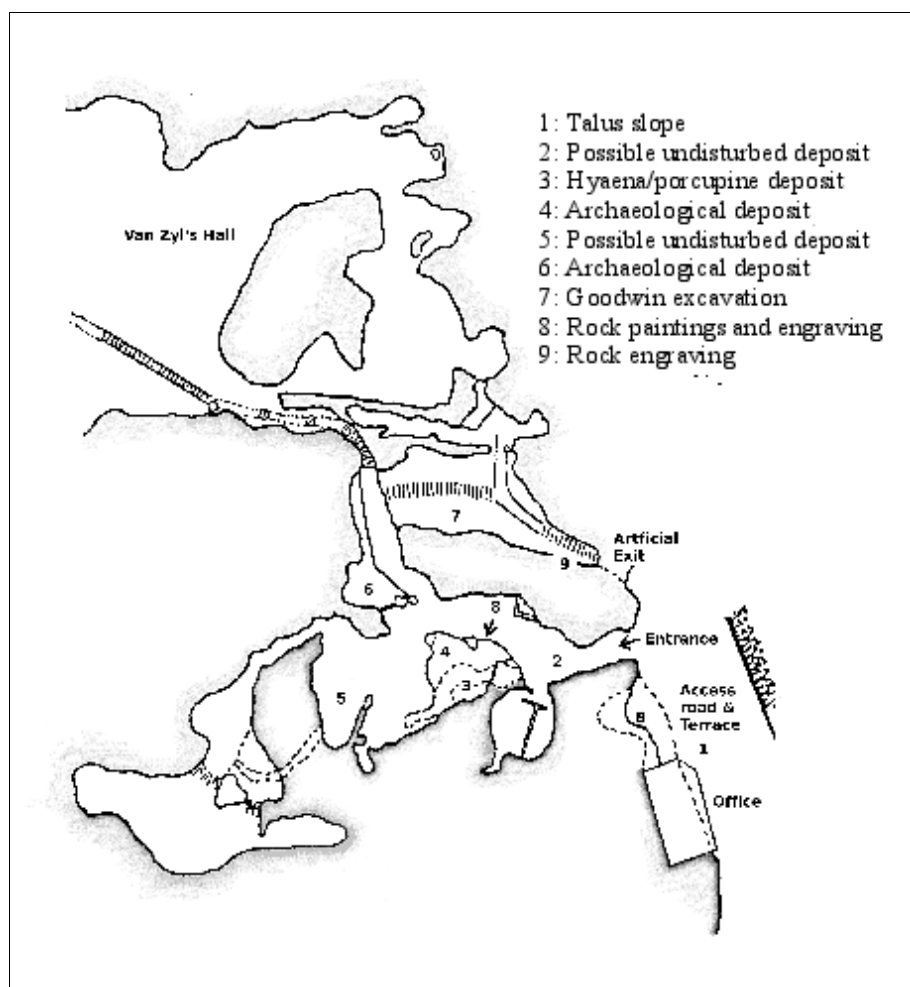 1: Talus slope
2: Possible undisturbed deposit
3: Hyaena/porcupine deposit
4: Archaeological deposit
5: Possible undisturbed deposit
6: Archaeological deposit
7: Goodwin excavation
8: Rock paintings and engraving
9: Rock engraving
Van Zyl's Hall
7
Artficial
Exit
9
6
8
Entrance
4
2
3
5
Access
road &
Terrace
8
1
Office